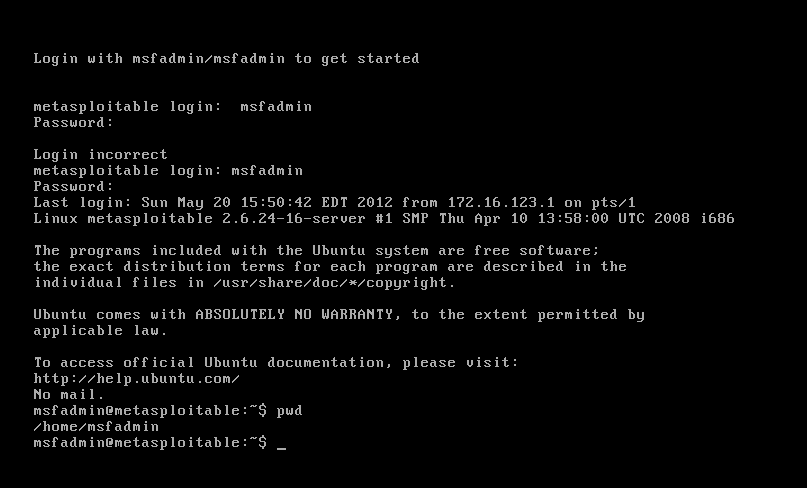 Login with msfadmin/msfadmin to get started
metasploitable login:  msfadmin
Password:
Login incorrect
metasploitable login: msfadmin
Password:
Last login: Sun May 20 15:50:42 EDT 2012 from 172.16.123.1 on pts/1
Linux metasploitable 2.6.24-16-server #1 SMP Thu Apr 10 13:58:00 UTC 2008 i686
The programs included with the Ubuntu system are free software;
the exact distribution terms for each program are described in the
individual files in /usr/share/doc/*/copyright.
Ubuntu comes with ABSOLUTELY NO WARRANTY, to the extent permitted by
applicable law.
To access official Ubuntu documentation, please visit:
http://help.ubuntu.com/
No mail.
msfadmin@metasploitable:~$ pwd
/home/msfadmin
msfadmin@metasploitable:~$ _